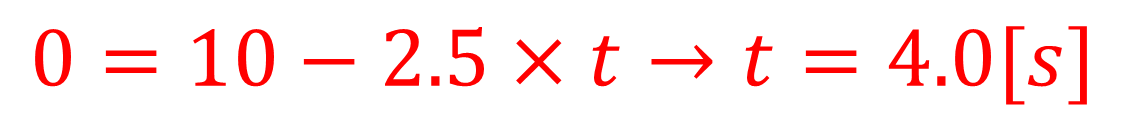 0 = 10 − 2.5 × t → t = 4.0[s]